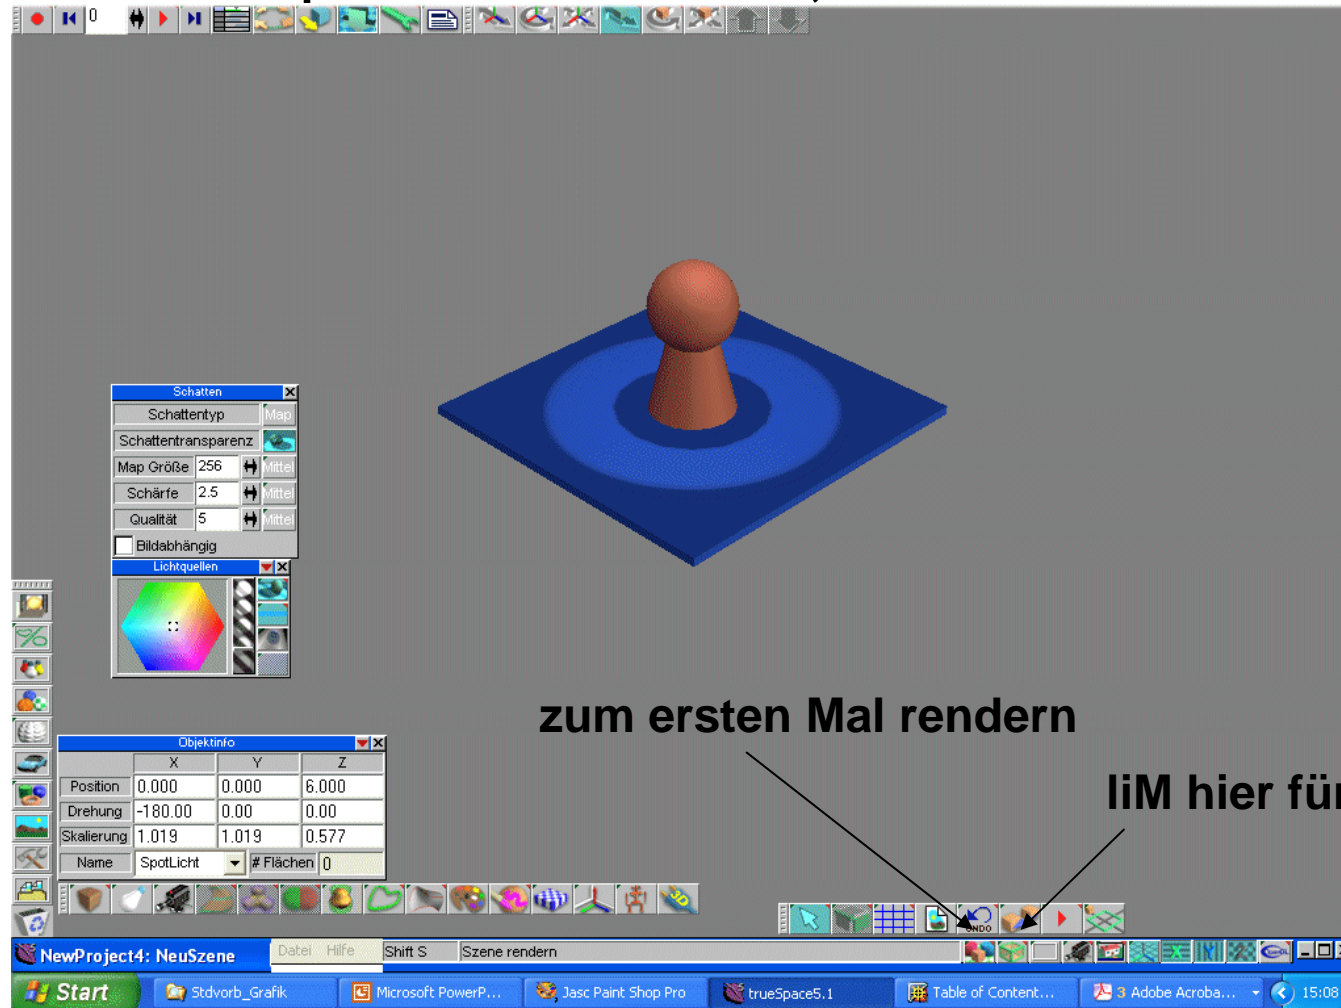 0
Schatten
Schattentyp Map
Schattentransparenz
Map Größe 256 Mittel
Schärfe 2.5 Mittel
Qualität 5 Mittel
Bildabhängig
Lichtquellen
zum ersten Mal rendern
liM hier für
Objektinfo
X Y Z
Position 0.000 0.000 6.000
Drehung -180.00 0.00 0.00
Skalierung 1.019 1.019 0.577
Name SpotLicht # Flächen 0
UNDO
NewProject4: NeuSzene Datei Hilfe Shift S Szene rendern
Start Stdvorb_Grafik Microsoft PowerP... Jasc Paint Shop Pro trueSpace5.1 Table of Content... 3 Adobe Acroba... 15:08